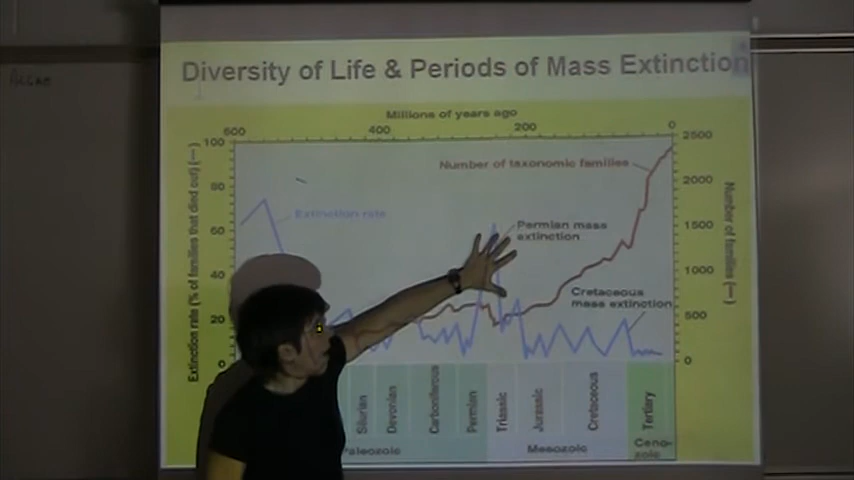 Diversity of Life & Periods of Mass Extinction
Millions of years ago
600 400 200 0
100
80
60
40
20
0
Extinction rate (% of families that died out) (—)
2500
2000
1500
1000
500
0
Number of families (—)
Number of taxonomic families
Extinction rate
Permian mass
extinction
Cretaceous
mass extinction
Silurian
Devonian
Carboniferous
Permian
Triassic
Jurassic
Cretaceous
Tertiary
Paleozoic
Mesozoic
Ceno-
zoic